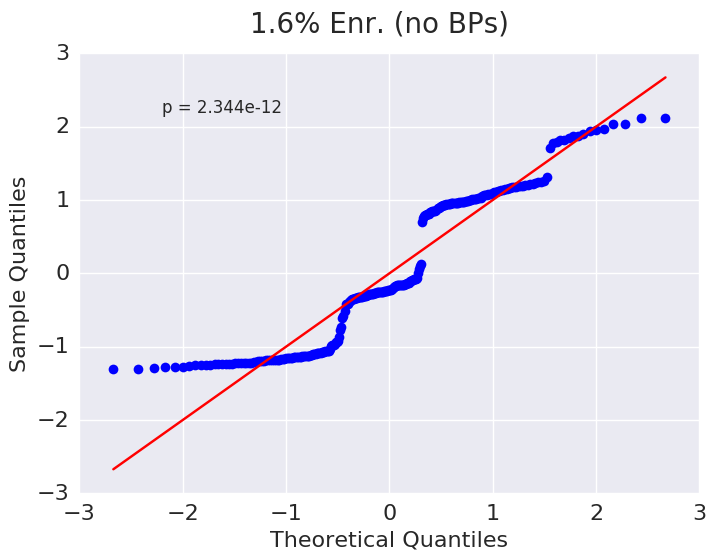 1.6% Enr. (no BPs)
3
p = 2.344e-12
2
1
Sample Quantiles
0
−1
−2
−3
−3 −2 −1 0 1 2 3
Theoretical Quantiles